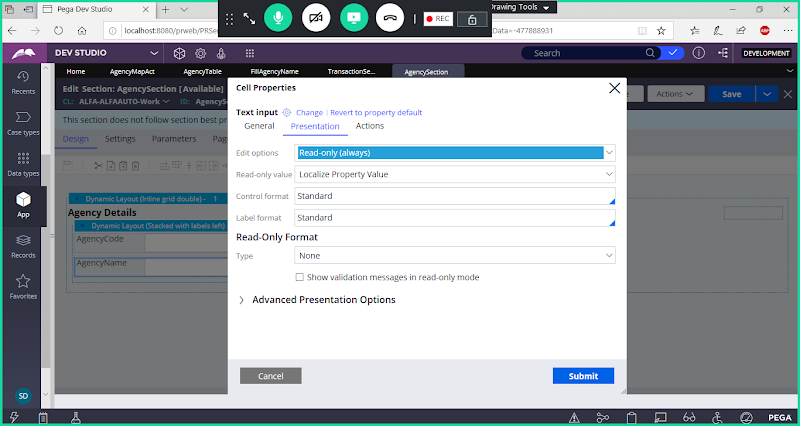 Drawing Tools
REC
Pega Dev Studio
localhost:8080/prweb/PRSe
Data=-477888931
ABP
DEV STUDIO
Search
DEVELOPMENT
Home
AgencyMapAct
AgencyTable
FillAgencyName
TransactionSe...
AgencySection
Recents
Case types
Data types
App
Records
Favorites
SD
Edit Section: AgencySection [Available]
CL: ALFA-ALFAAUTO-Work
ID: AgencyS
Actions
Save
This section does not follow section best pr
Design
Settings
Parameters
Pag
Dynamic Layout (Inline grid double) - 1
Agency Details
Dynamic Layout (Stacked with labels left)
AgencyCode
AgencyName
Cell Properties
Text input
Change | Revert to property default
General
Presentation
Actions
Edit options
Read-only (always)
Read-only value
Localize Property Value
Control format
Standard
Label format
Standard
Read-Only Format
Type
None
Show validation messages in read-only mode
Advanced Presentation Options
Cancel
Submit
PEGA